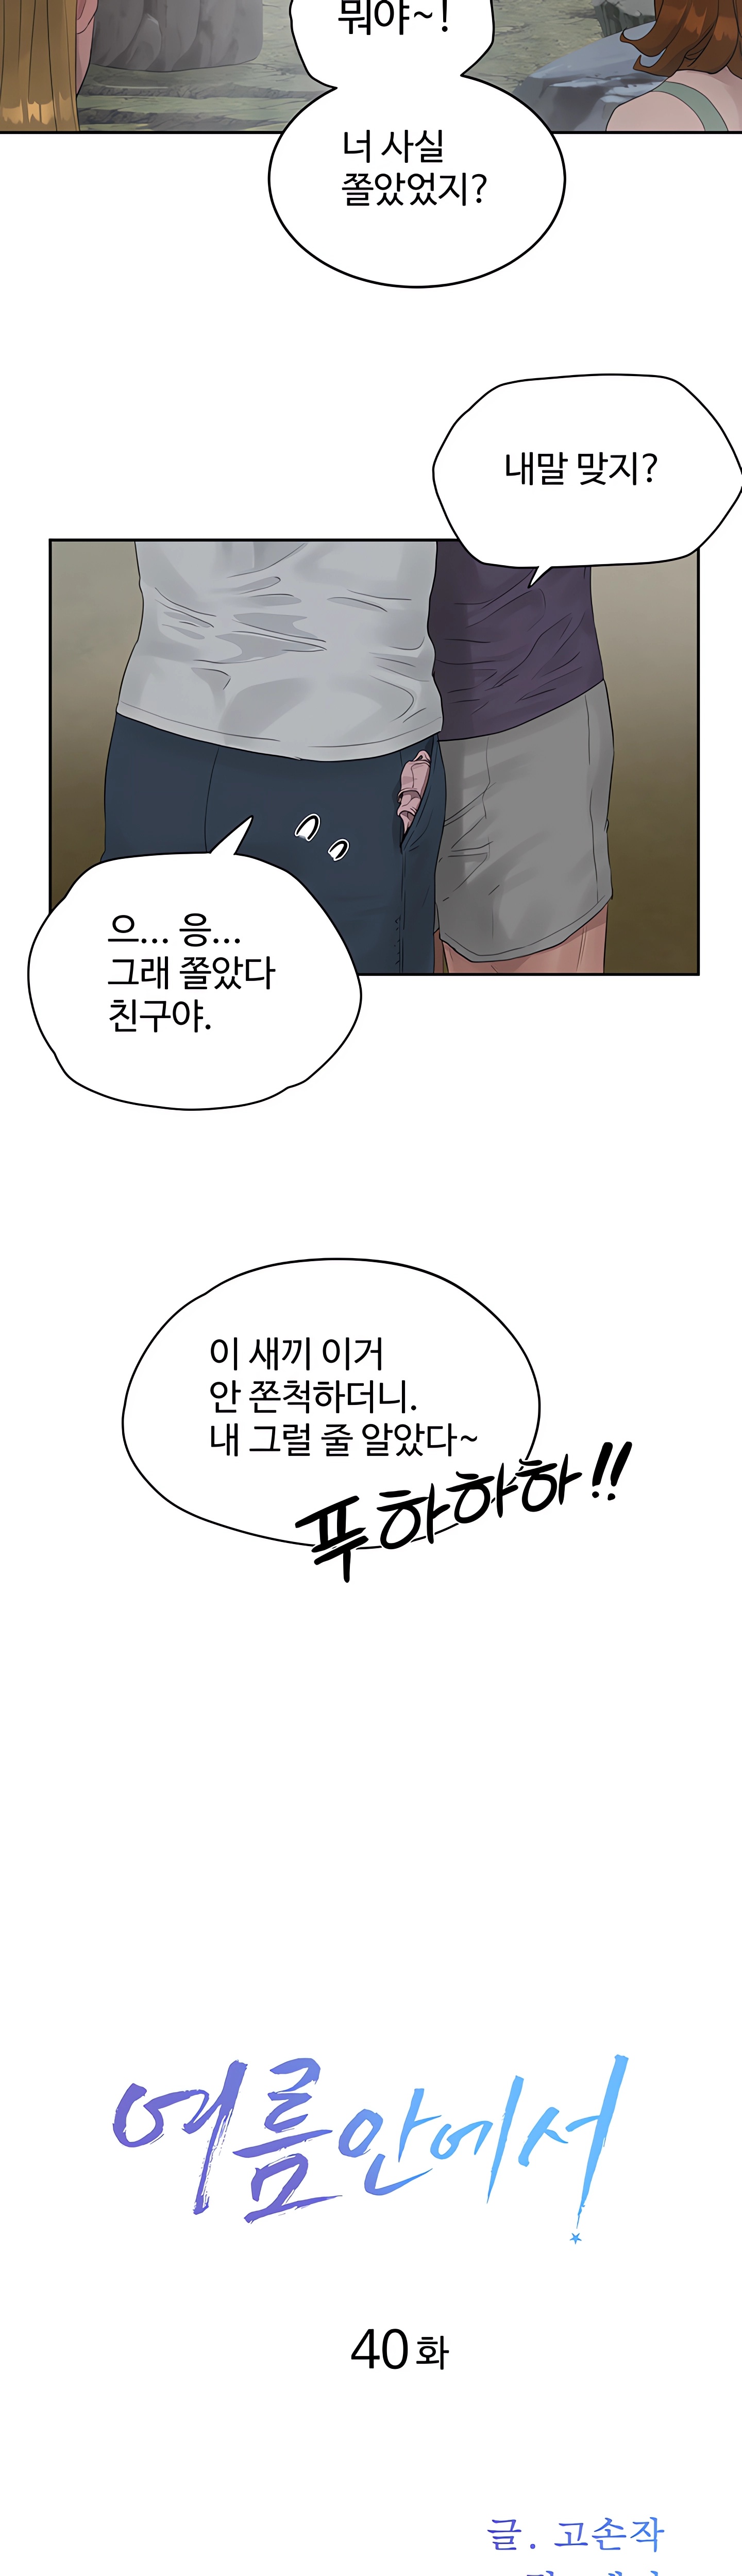 뭐야~!
너 사실
쫄았었지?
내말 맞지?
으... 응...
그래 쫄았다
친구야.
이 새끼 이거
안 쫀척하더니.
내 그럴 줄 알았다~
푸하하하!!
여름안에서
40화
글. 고손작